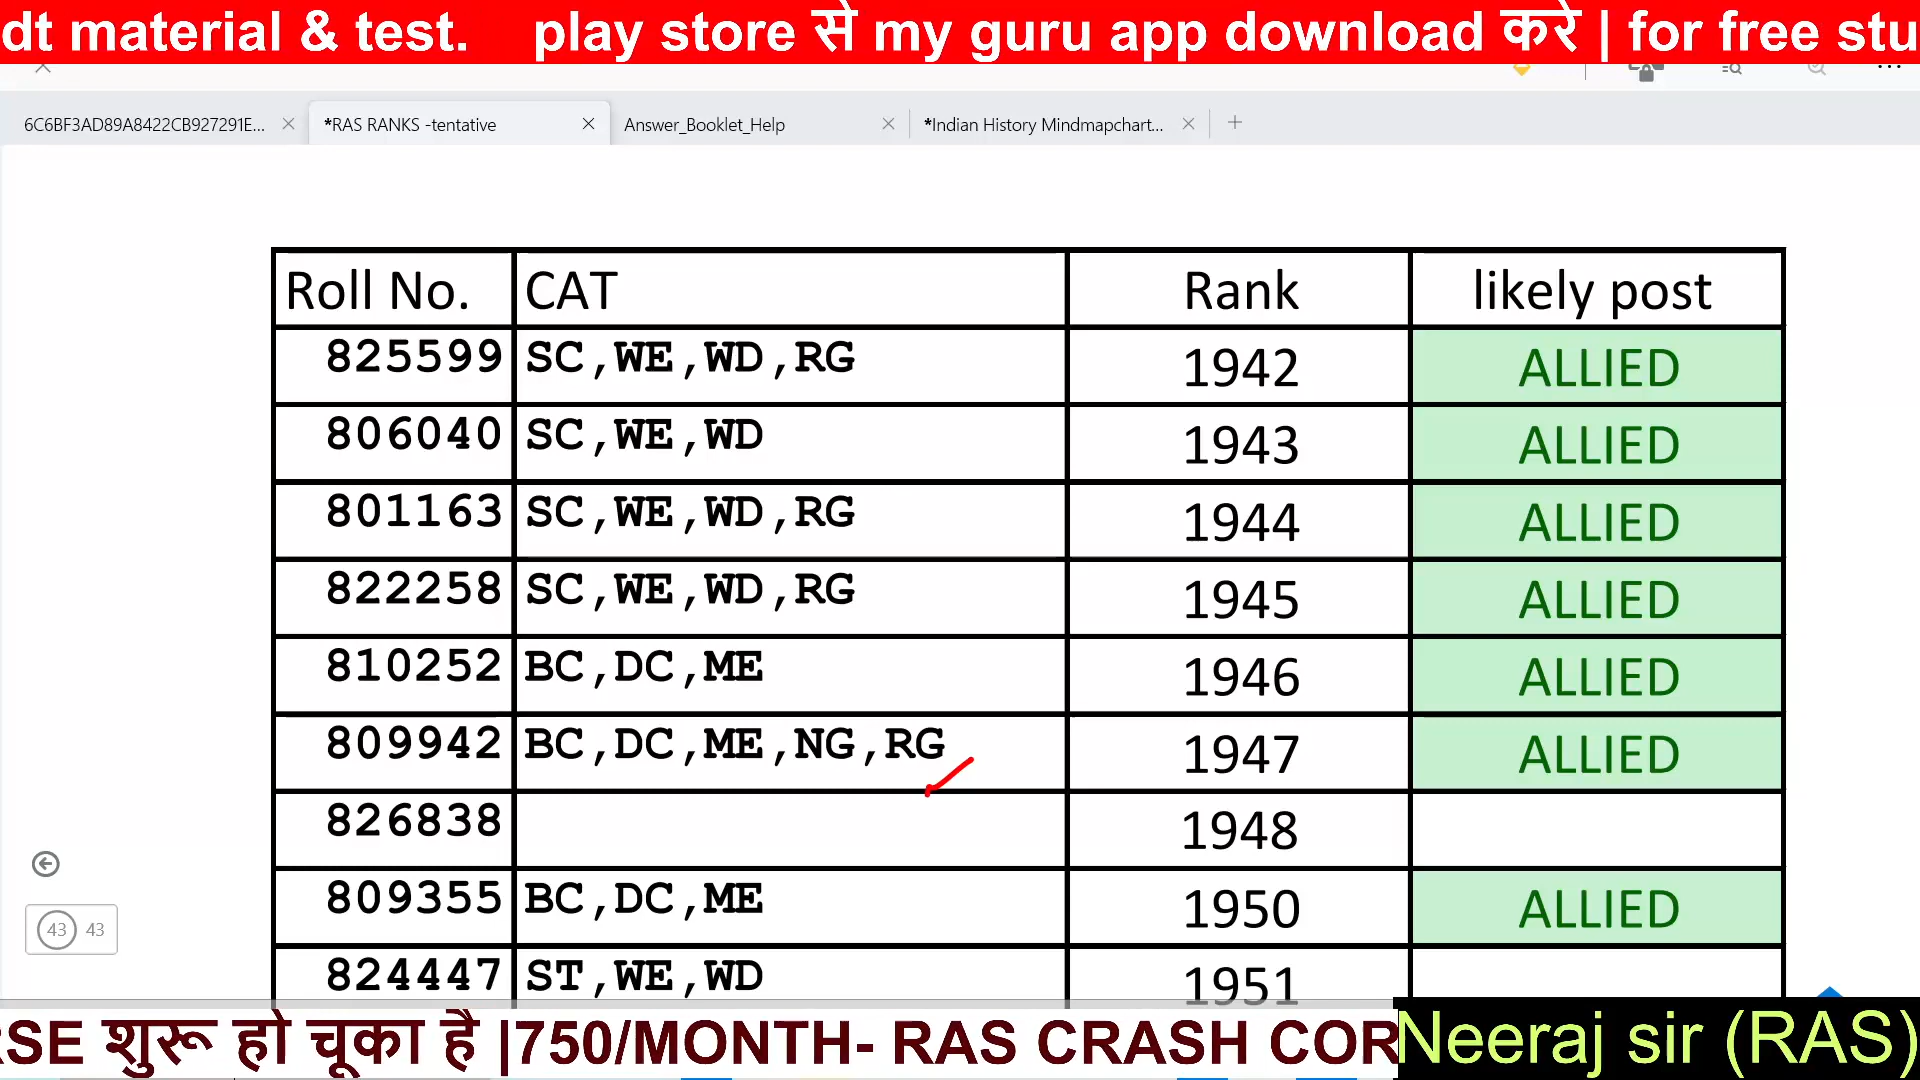 dt material & test. play store से my guru app download करे | for free stu
6C6BF3AD89A8422CB927291E... *RAS RANKS -tentative Answer_Booklet_Help *Indian History Mindmapchart...
Roll No. CAT Rank likely post
825599 SC,WE,WD,RG 1942 ALLIED
806040 SC,WE,WD 1943 ALLIED
801163 SC,WE,WD,RG 1944 ALLIED
822258 SC,WE,WD,RG 1945 ALLIED
810252 BC,DC,ME 1946 ALLIED
809942 BC,DC,ME,NG,RG 1947 ALLIED
826838 1948
809355 BC,DC,ME 1950 ALLIED
824447 ST,WE,WD 1951
43 43
RSE शुरू हो चूका है |750/MONTH- RAS CRASH COR
Neeraj sir (RAS)